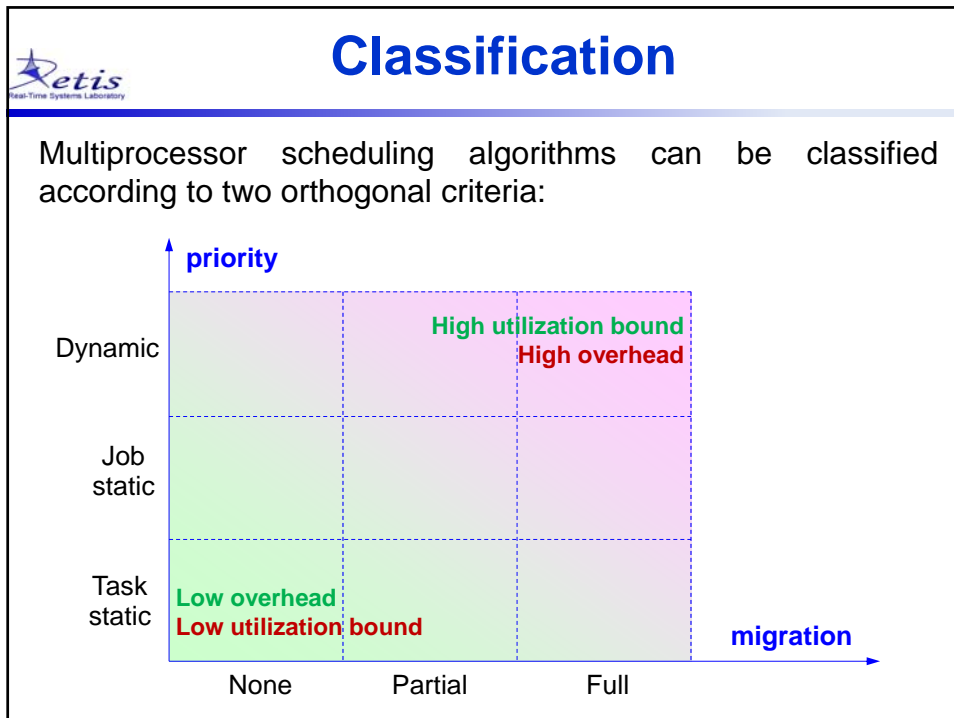 Classification
Retis
Real-Time Systems Laboratory
Multiprocessor scheduling algorithms can be classified
according to two orthogonal criteria:
priority
High utilization bound
High overhead
Dynamic
Job
static
Task
static
Low overhead
Low utilization bound
migration
None Partial Full